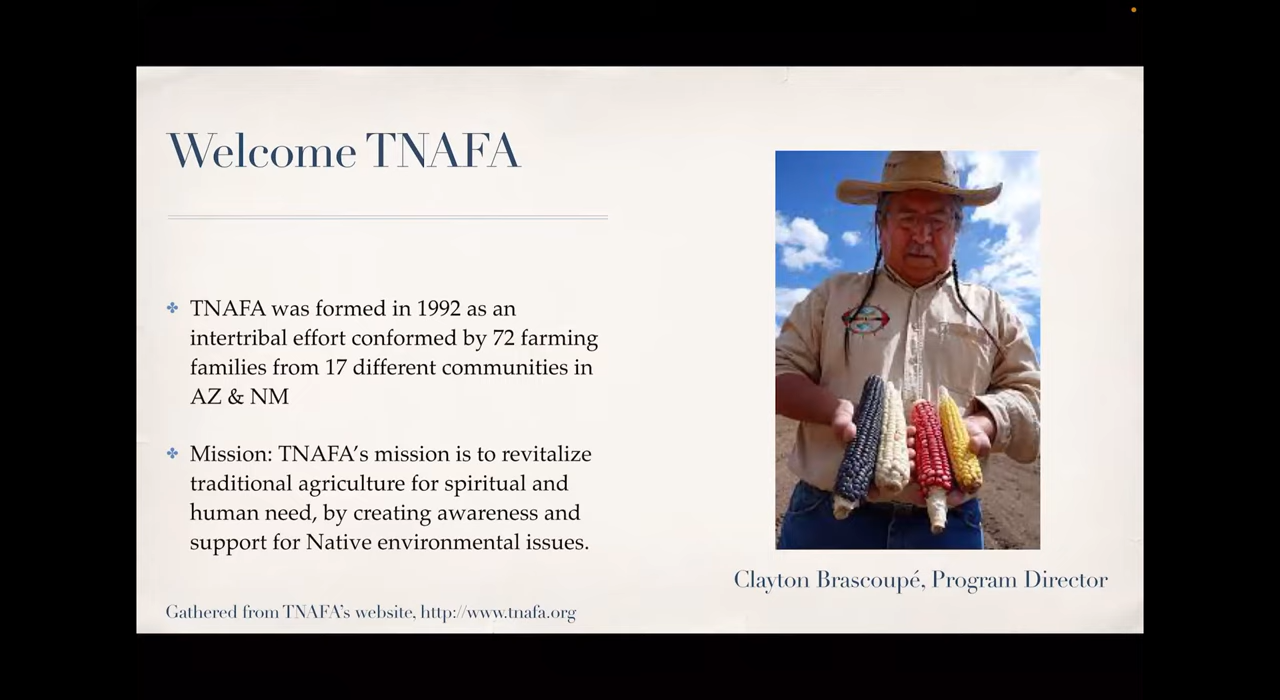 Welcome TNAFA
TNAFA was formed in 1992 as an
intertribal effort conformed by 72 farming
families from 17 different communities in
AZ & NM
Mission: TNAFA’s mission is to revitalize
traditional agriculture for spiritual and
human need, by creating awareness and
support for Native environmental issues.
Gathered from TNAFA’s website, http://www.tnafa.org
Clayton Brascoupé, Program Director